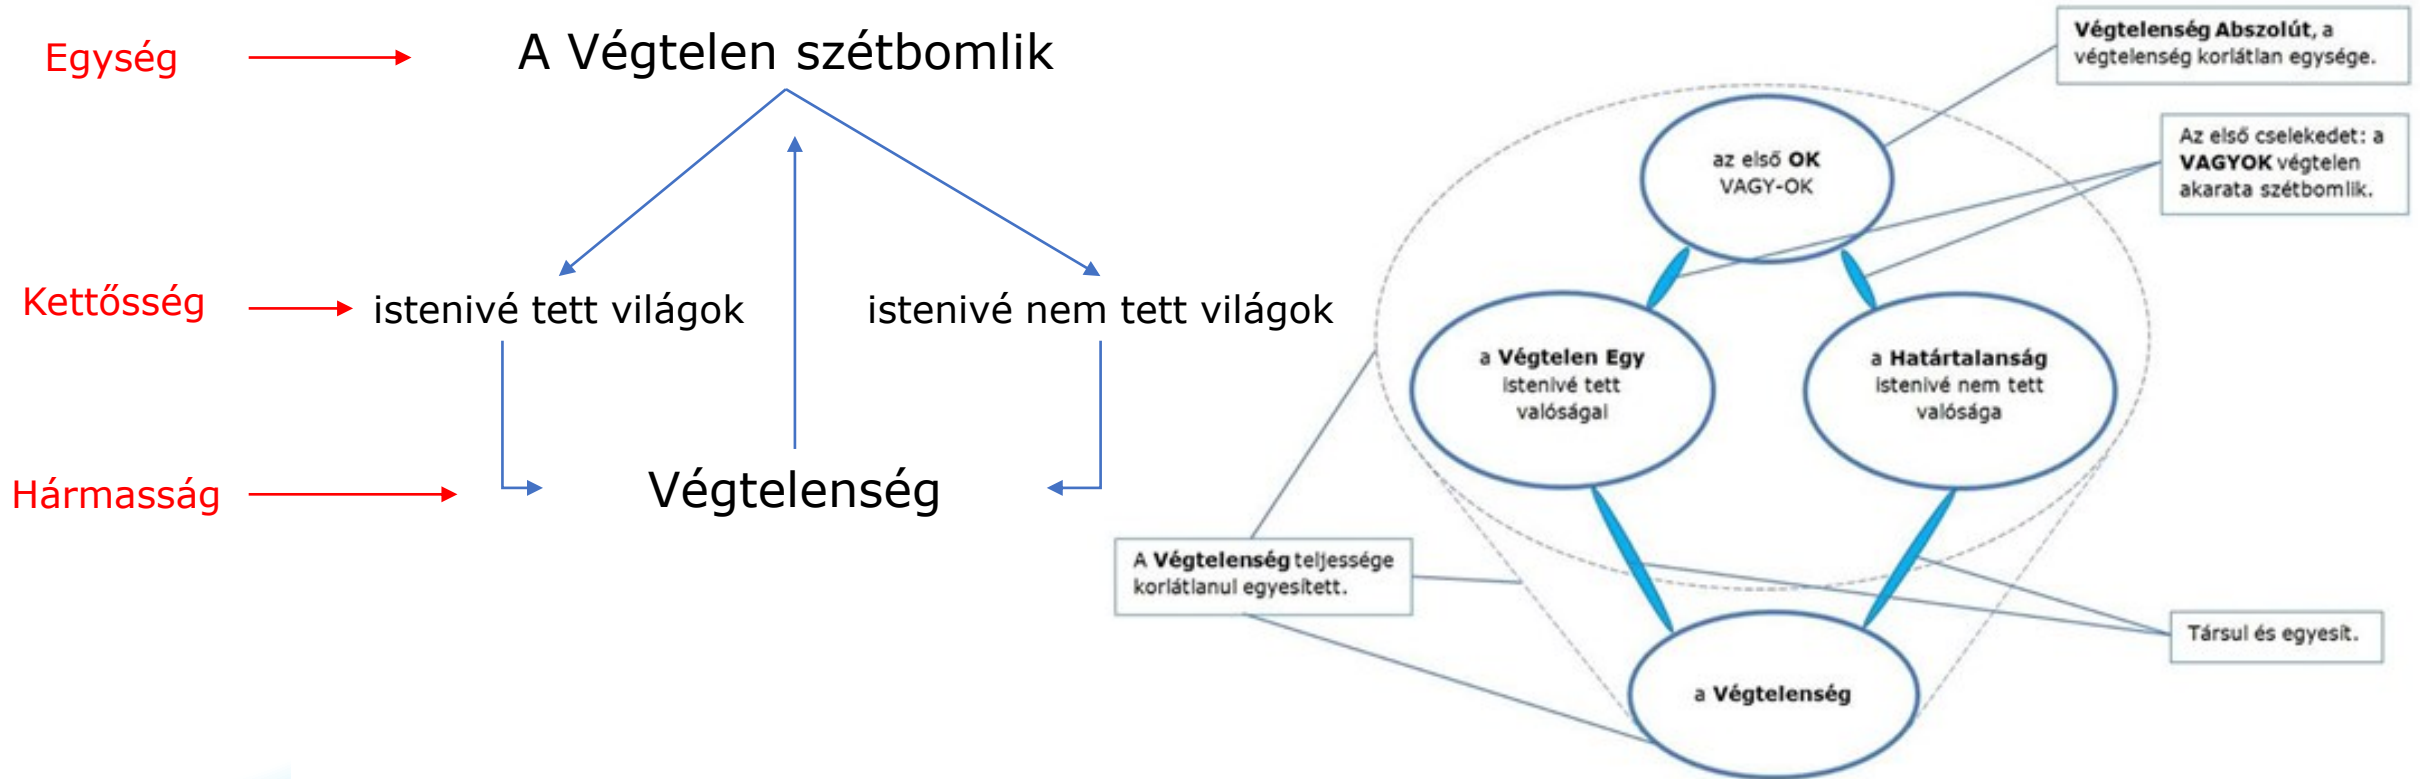 Egység
A Végtelen szétbomlik
Kettősség
istenivé tett világok
istenivé nem tett világok
Hármasság
Végtelenség
Végtelenség Abszolút, a
végtelenség korlátlan egysége.
Az első cselekedet: a
VAGYOK végtelen
akarata szétbomlik.
az első OK
VAGY-OK
a Végtelen Egy
istenivé tett
valóságai
a Határtalanság
istenivé nem tett
valósága
A Végtelenség teljessége
korlátlanul egyesített.
Társul és egyesít.
a Végtelenség